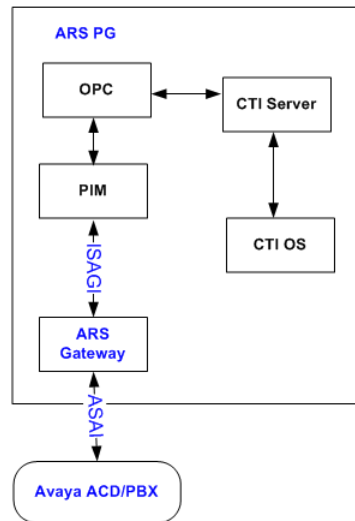 ARS PG
OPC
CTI Server
PIM
CTI OS
ISAGI
ARS
Gateway
ASAI
Avaya ACD/PBX